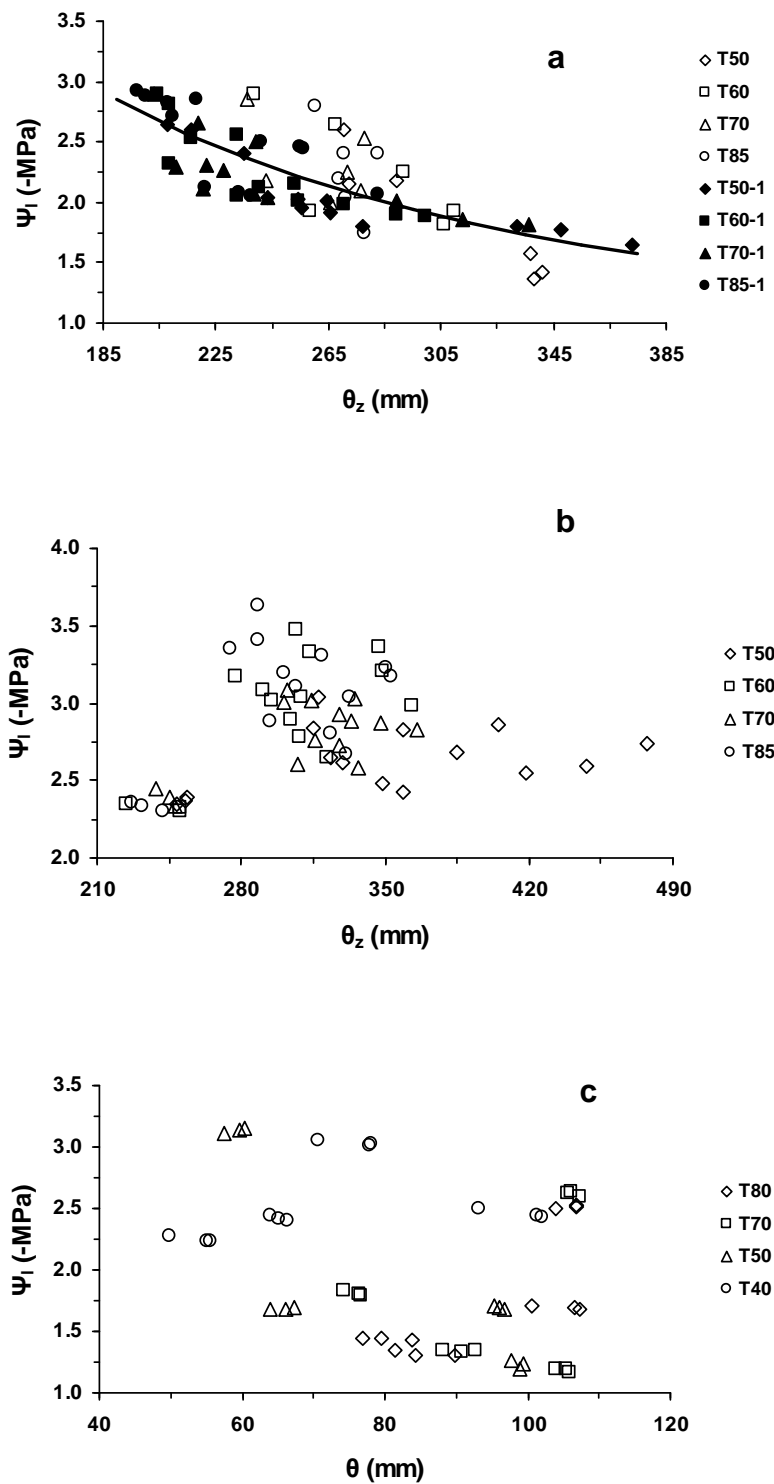 a
3.5
3.0
2.5
2.0
1.5
1.0
Ψl (-MPa)
185 225 265 305 345 385
θz (mm)
T50
T60
T70
T85
T50-1
T60-1
T70-1
T85-1
b
4.0
3.5
3.0
2.5
2.0
Ψl (-MPa)
210 280 350 420 490
θz (mm)
T50
T60
T70
T85
c
3.5
3.0
2.5
2.0
1.5
1.0
Ψl (-MPa)
40 60 80 100 120
θ (mm)
T80
T70
T50
T40